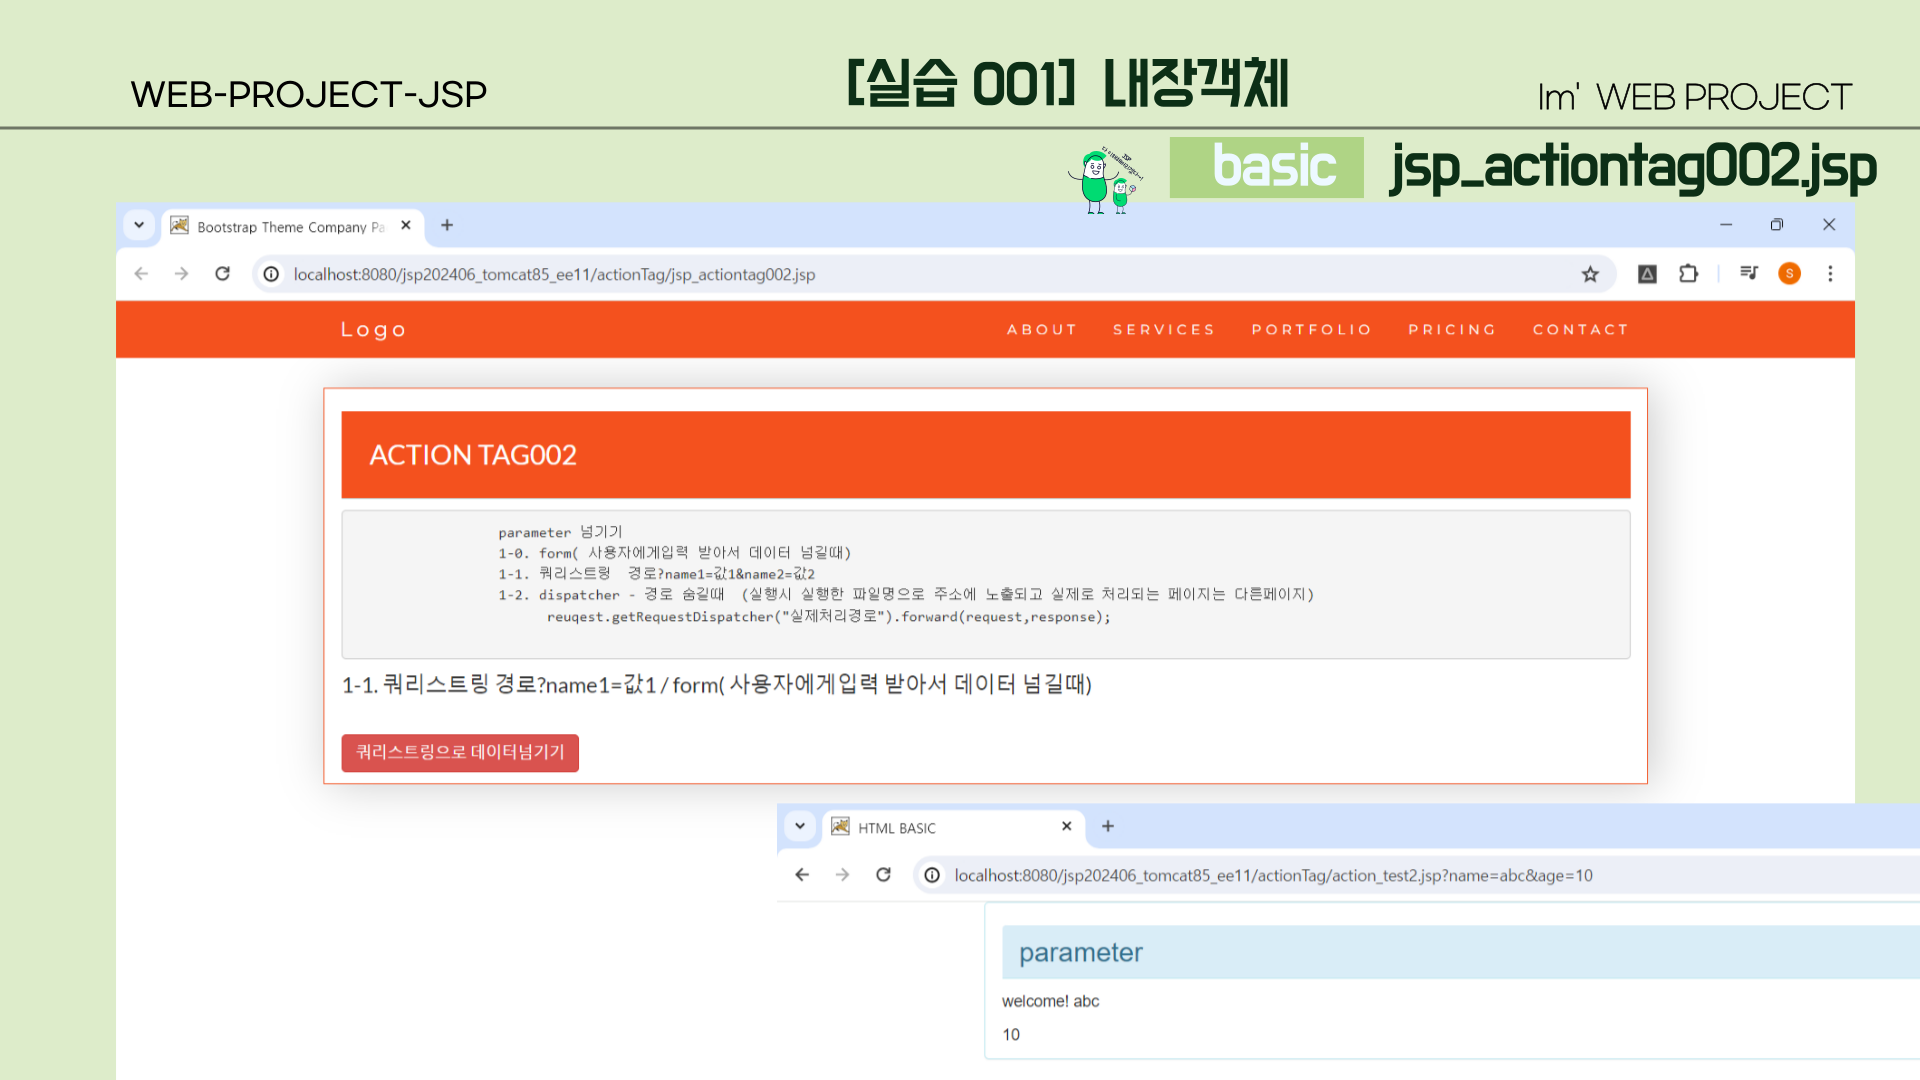 WEB-PROJECT-JSP
[실습 001] 내장객체
Im' WEB PROJECT
JSP
basic
jsp_actiontag002.jsp
Bootstrap Theme Company Pa
localhost:8080/jsp202406_tomcat85_ee11/actionTag/jsp_actiontag002.jsp
S
Logo
ABOUT SERVICES PORTFOLIO PRICING CONTACT
ACTION TAG002
parameter 넘기기
1-0. form( 사용자에게입력 받아서 데이터 넘길때)
1-1. 쿼리스트링 경로?name1=값1&name2=값2
1-2. dispatcher - 경로 숨길때 (실행시 실행한 파일명으로 주소에 노출되고 실제로 처리되는 페이지는 다른페이지)
reuqest.getRequestDispatcher("실제처리경로").forward(request,response);
1-1. 쿼리스트링 경로?name1=값1 / form( 사용자에게입력 받아서 데이터 넘길때)
쿼리스트링으로 데이터넘기기
HTML BASIC
localhost:8080/jsp202406_tomcat85_ee11/actionTag/action_test2.jsp?name=abc&age=10
parameter
welcome! abc
10